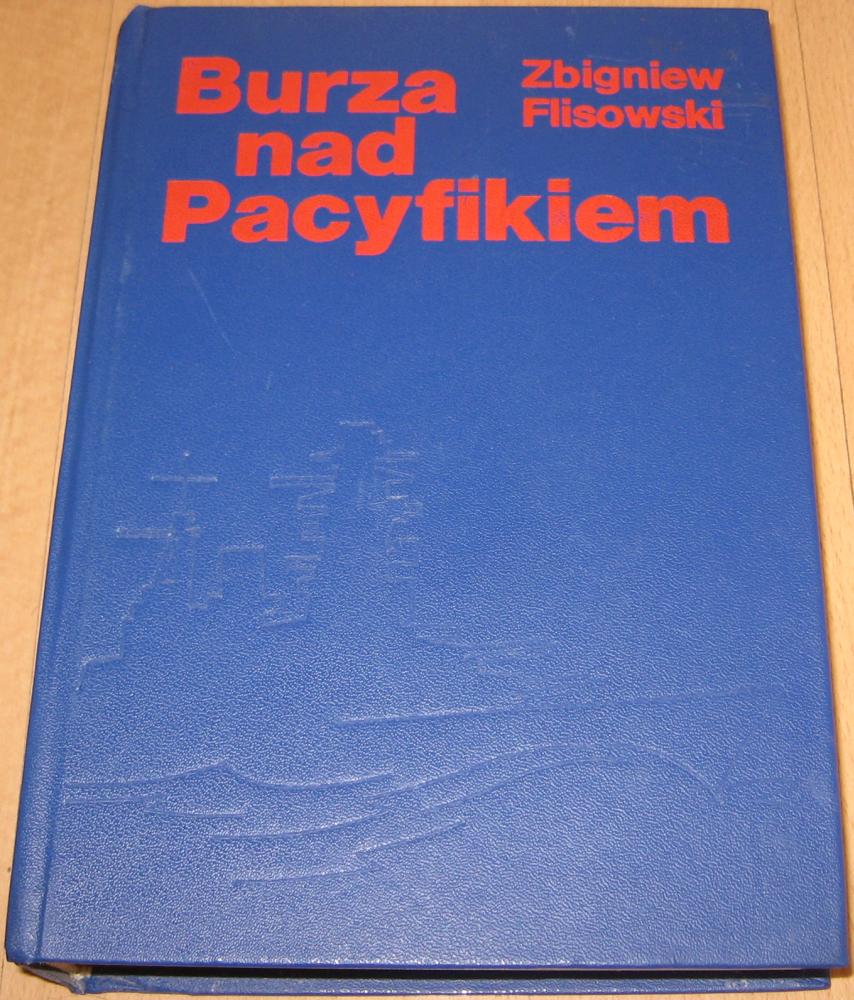 Burza
nad
Pacyfikiem
Zbigniew
Flisowski